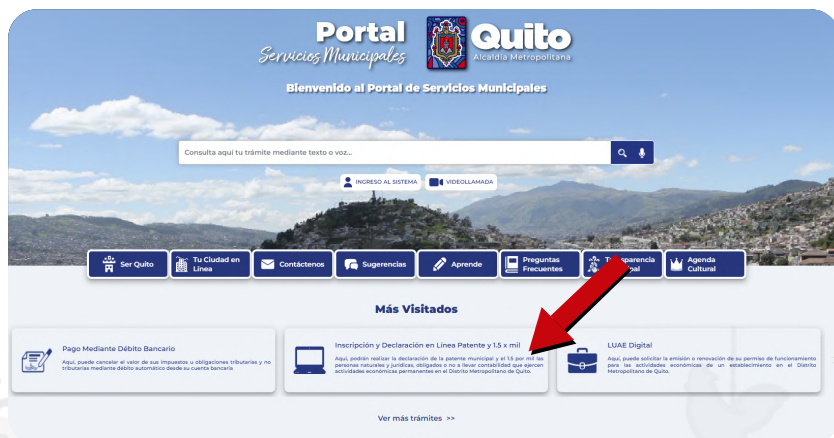 Portal
Servicios Municipales
Quito
Alcaldía Metropolitana
Bienvenido al Portal de Servicios Municipales
Consulta aquí tu trámite mediante texto o voz...
INGRESO AL SISTEMA
VIDEOLLAMADA
Ser Quito
Tu Ciudad en
Línea
Contáctenos
Sugerencias
Aprende
Preguntas
Frecuentes
Agenda
Cultural
Más Visitados
Pago Mediante Débito Bancario
Aquí, puede cancelar el valor de sus impuestos u obligaciones tributarias y no
tributarias mediante débito automático desde su cuenta bancaria
Inscripción y Declaración en Línea Patente y 1.5 x mil
Aquí, podrán realizar la declaración de la patente municipal y el 1.5 por mil las
personas naturales y jurídicas, obligados o no a llevar contabilidad que ejercen
actividades económicas permanentes en el Distrito Metropolitano de Quito.
LUAE Digital
Aquí, puede solicitar la emisión o renovación de su permiso de funcionamiento
para las actividades económicas de un establecimiento en el Distrito
Metropolitano de Quito.
Ver más trámites >>